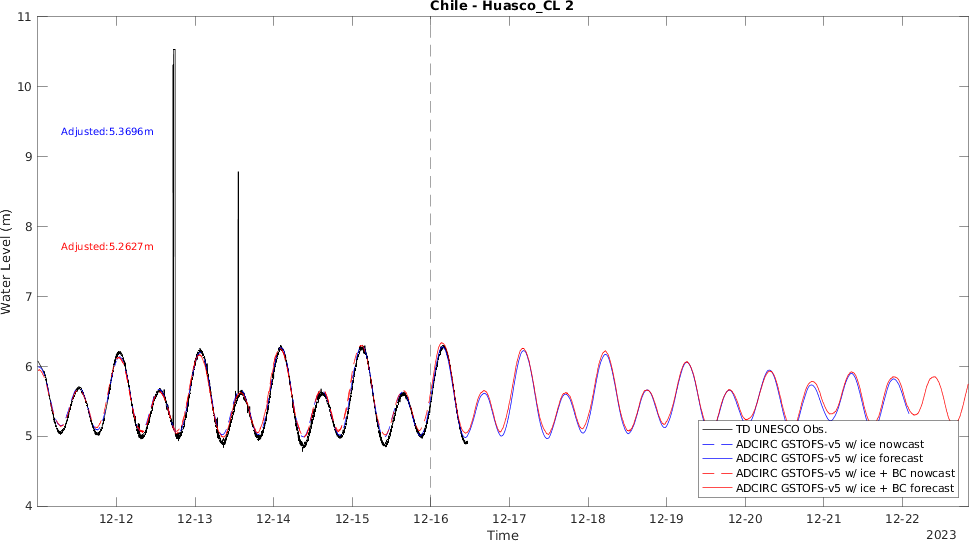 Chile - Huasco_CL 2
11
10
9
8
7
6
5
4
Water Level (m)
Adjusted:5.3696m
Adjusted:5.2627m
TD UNESCO Obs.
ADCIRC GSTOFS-v5 w/ ice nowcast
ADCIRC GSTOFS-v5 w/ ice forecast
ADCIRC GSTOFS-v5 w/ ice + BC nowcast
ADCIRC GSTOFS-v5 w/ ice + BC forecast
12-12 12-13 12-14 12-15 12-16 12-17 12-18 12-19 12-20 12-21 12-22
Time
2023